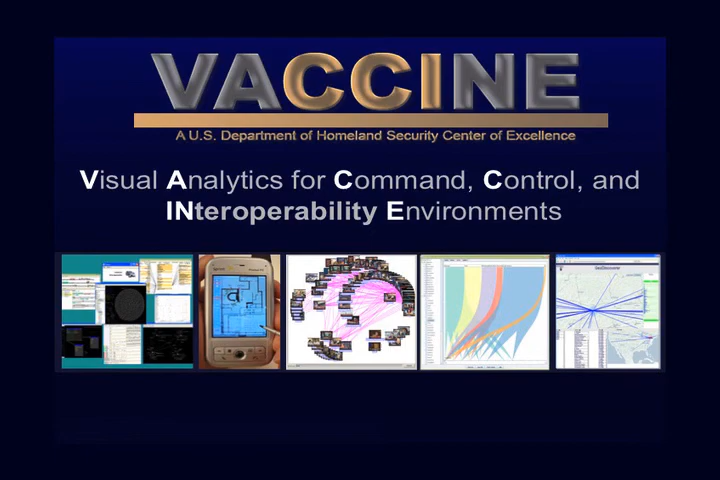 VACCINE
A U.S. Department of Homeland Security Center of Excellence
Visual Analytics for Command, Control, and
INteroperability Environments